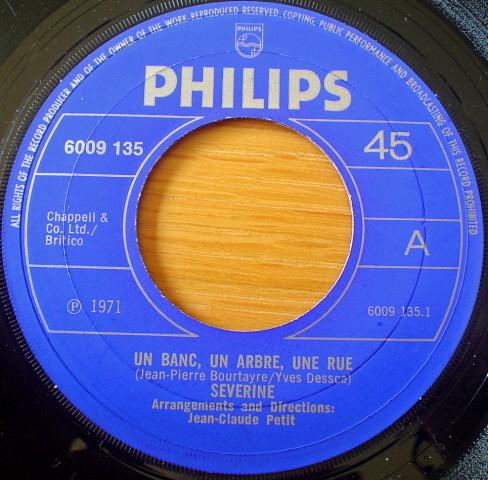 ALL RIGHTS OF THE RECORD PRODUCER AND OF THE OWNER OF THE WORK REPRODUCED RESERVED. COPYING, PUBLIC PERFORMANCE AND BROADCASTING OF THIS RECORD PROHIBITED
PHILIPS
PHILIPS
6009 135
45
Chappell &
Co. Ltd./
Britico
A
℗ 1971
6009 135.1
UN BANC, UN ARBRE, UNE RUE
(Jean-Pierre Bourtayre/Yves Dessca)
SEVERINE
Arrangements and Directions:
Jean-Claude Petit